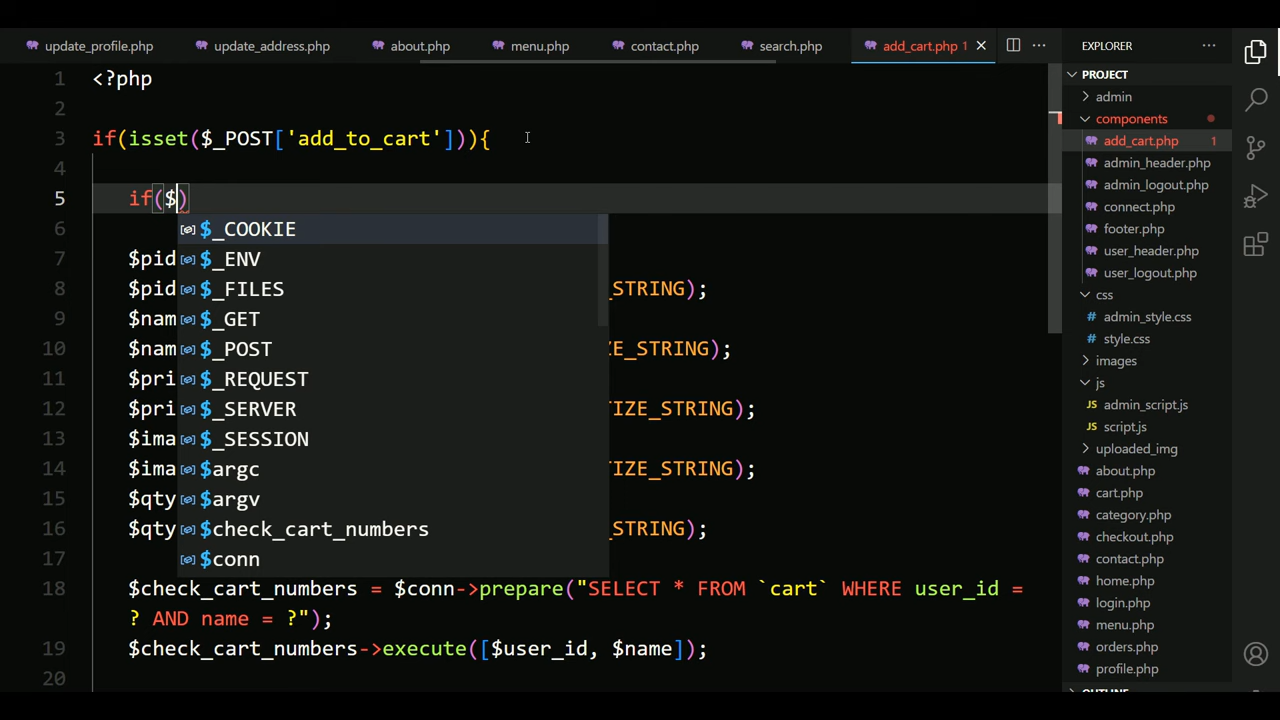 update_profile.php update_address.php about.php menu.php contact.php search.php add_cart.php 1 EXPLORER
PROJECT
admin
components
add_cart.php 1
admin_header.php
admin_logout.php
connect.php
footer.php
user_header.php
user_logout.php
css
admin_style.css
style.css
images
js
admin_script.js
script.js
uploaded_img
about.php
cart.php
category.php
checkout.php
contact.php
home.php
login.php
menu.php
orders.php
profile.php
OUTLINE
1 <?php
2
3 if(isset($_POST['add_to_cart'])){
4
5 if($)
6
7 $pid
8 $pid _STRING);
9 $nam
10 $nam ZE_STRING);
11 $pri
12 $pri TIZE_STRING);
13 $ima
14 $ima TIZE_STRING);
15 $qty
16 $qty _STRING);
17
18 $check_cart_numbers = $conn->prepare("SELECT * FROM `cart` WHERE user_id =
? AND name = ?");
19 $check_cart_numbers->execute([$user_id, $name]);
20
$_COOKIE
$_ENV
$_FILES
$_GET
$_POST
$_REQUEST
$_SERVER
$_SESSION
$argc
$argv
$check_cart_numbers
$conn